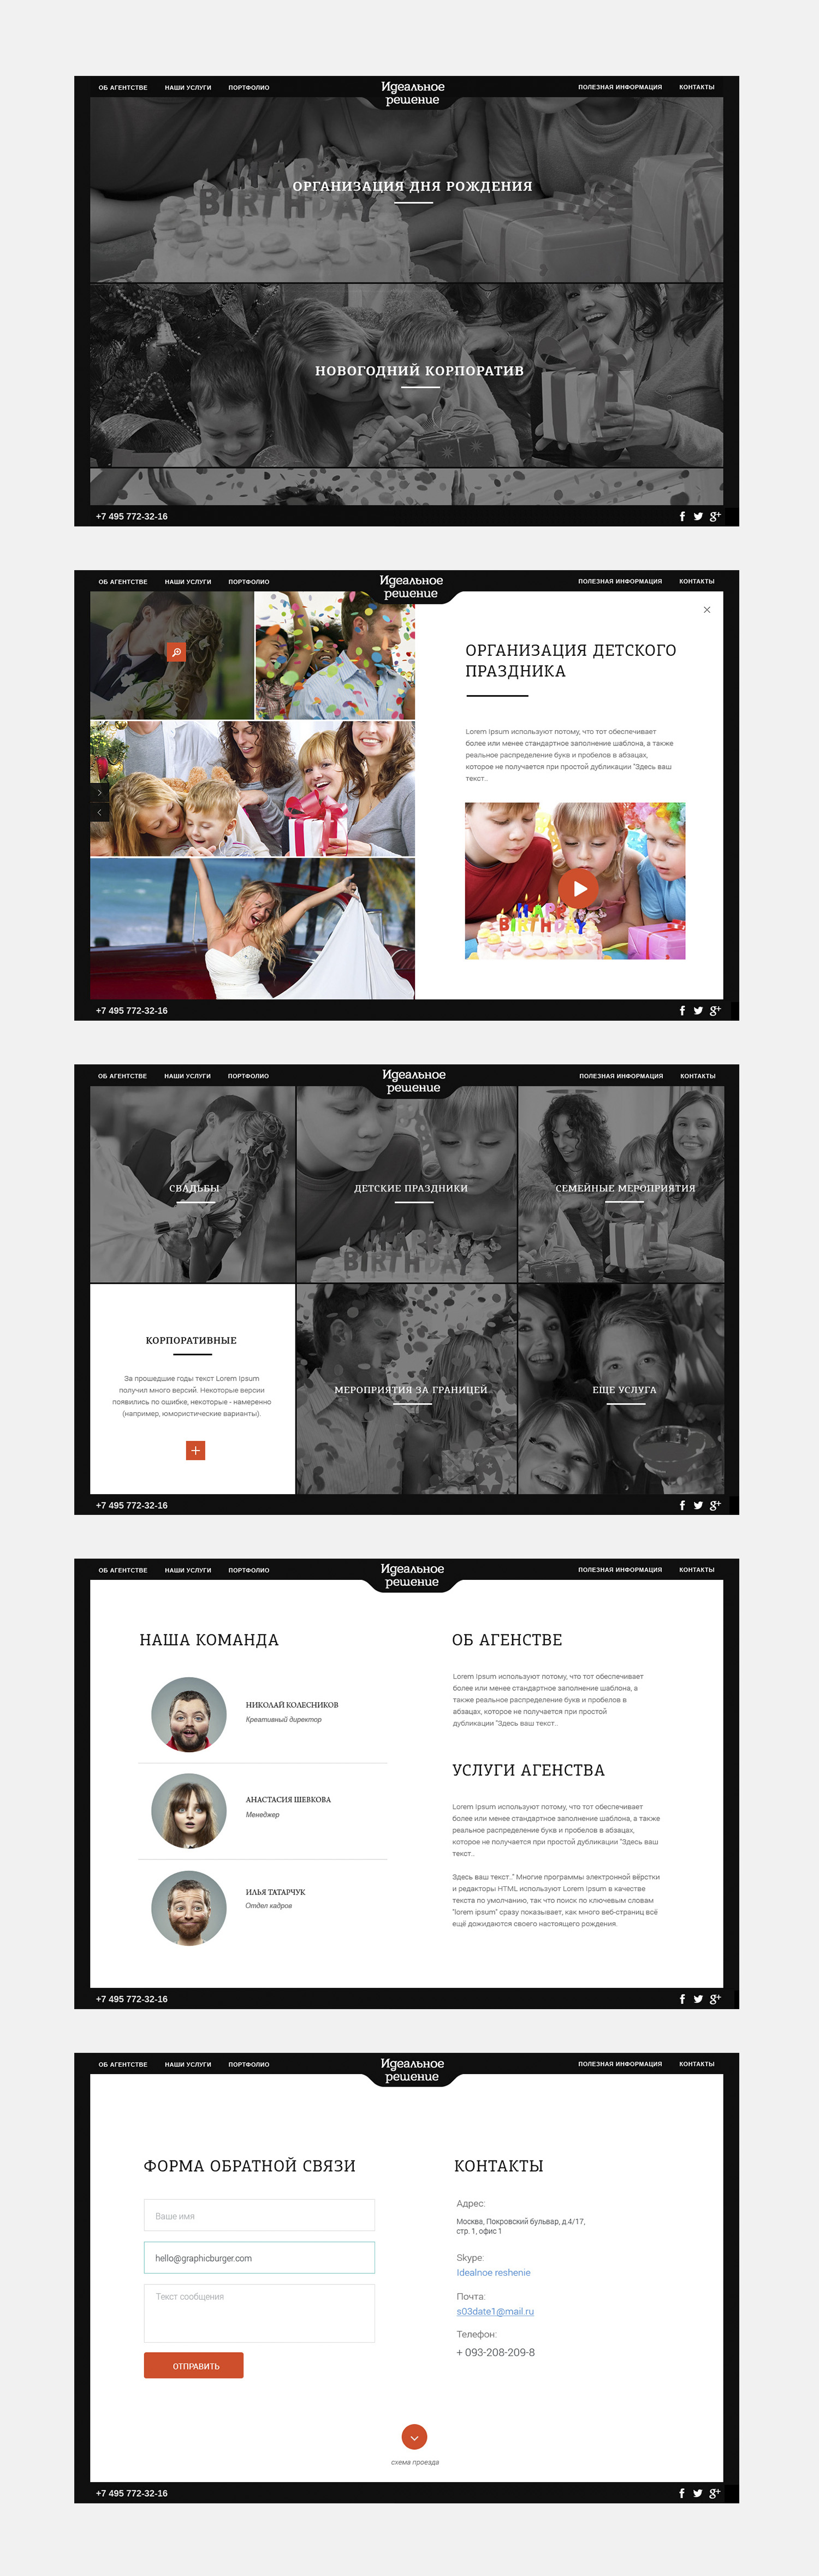 ОБ АГЕНТСТВЕ НАШИ УСЛУГИ ПОРТФОЛИО
Идеальное
решение
ПОЛЕЗНАЯ ИНФОРМАЦИЯ КОНТАКТЫ
HAPPY
BIRTHDAY
ОРГАНИЗАЦИЯ ДНЯ РОЖДЕНИЯ
НОВОГОДНИЙ КОРПОРАТИВ
+7 495 772-32-16
f g+
ОБ АГЕНТСТВЕ НАШИ УСЛУГИ ПОРТФОЛИО
Идеальное
решение
ПОЛЕЗНАЯ ИНФОРМАЦИЯ КОНТАКТЫ
ОРГАНИЗАЦИЯ ДЕТСКОГО
ПРАЗДНИКА
Lorem Ipsum используют потому, что тот обеспечивает
более или менее стандартное заполнение шаблона, а также
реальное распределение букв и пробелов в абзацах,
которое не получается при простой дубликации "Здесь ваш
текст..
HAPPY
BIRTHDAY
+7 495 772-32-16
f g+
ОБ АГЕНТСТВЕ НАШИ УСЛУГИ ПОРТФОЛИО
Идеальное
решение
ПОЛЕЗНАЯ ИНФОРМАЦИЯ КОНТАКТЫ
СВАДЬБЫ
ДЕТСКИЕ ПРАЗДНИКИ
HAPPY
BIRTHDAY
СЕМЕЙНЫЕ МЕРОПРИЯТИЯ
КОРПОРАТИВНЫЕ
За прошедшие годы текст Lorem Ipsum
получил много версий. Некоторые версии
появились по ошибке, некоторые - намеренно
(например, юмористические варианты).
МЕРОПРИЯТИЯ ЗА ГРАНИЦЕЙ
ЕЩЕ УСЛУГА
+7 495 772-32-16
f g+
ОБ АГЕНТСТВЕ НАШИ УСЛУГИ ПОРТФОЛИО
Идеальное
решение
ПОЛЕЗНАЯ ИНФОРМАЦИЯ КОНТАКТЫ
НАША КОМАНДА
НИКОЛАЙ КОЛЕСНИКОВ
Креативный директор
АНАСТАСИЯ ШЕВКОВА
Менеджер
ИЛЬЯ ТАТАРЧУК
Отдел кадров
ОБ АГЕНСТВЕ
Lorem Ipsum используют потому, что тот обеспечивает
более или менее стандартное заполнение шаблона, а
также реальное распределение букв и пробелов в
абзацах, которое не получается при простой
дубликации "Здесь ваш текст..
УСЛУГИ АГЕНСТВА
Lorem Ipsum используют потому, что тот обеспечивает
более или менее стандартное заполнение шаблона, а также
реальное распределение букв и пробелов в абзацах,
которое не получается при простой дубликации "Здесь ваш
текст..
Здесь ваш текст.." Многие программы электронной вёрстки
и редакторы HTML используют Lorem Ipsum в качестве
текста по умолчанию, так что поиск по ключевым словам
"lorem ipsum" сразу показывает, как много веб-страниц всё
ещё дожидаются своего настоящего рождения.
+7 495 772-32-16
f g+
ОБ АГЕНТСТВЕ НАШИ УСЛУГИ ПОРТФОЛИО
Идеальное
решение
ПОЛЕЗНАЯ ИНФОРМАЦИЯ КОНТАКТЫ
ФОРМА ОБРАТНОЙ СВЯЗИ
Ваше имя
hello@graphicburger.com
Текст сообщения
ОТПРАВИТЬ
КОНТАКТЫ
Адрес:
Москва, Покровский бульвар, д.4/17,
стр. 1, офис 1
Skype:
Idealnoe reshenie
Почта:
s03date1@mail.ru
Телефон:
+ 093-208-209-8
схема проезда
+7 495 772-32-16
f g+